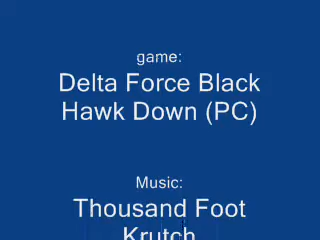 game:
Delta Force Black
Hawk Down (PC)
Music:
Thousand Foot
Krutch